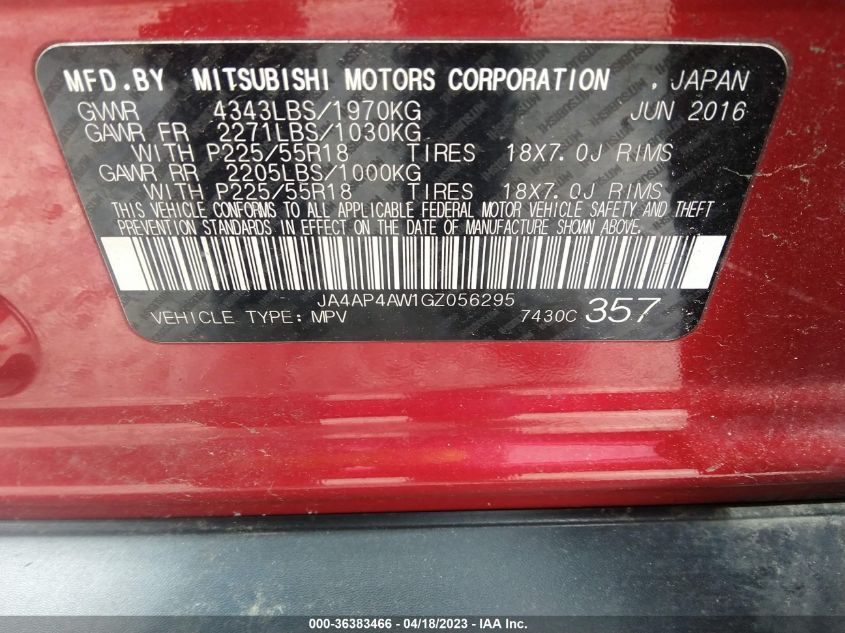 MFD.BY MITSUBISHI MOTORS CORPORATION , JAPAN
GVWR 4343LBS/1970KG JUN 2016
GAWR FR 2271LBS/1030KG
WITH P225/55R18 TIRES 18X7.0J RIMS
GAWR RR 2205LBS/1000KG
WITH P225/55R18 TIRES 18X7.0J RIMS
THIS VEHICLE CONFORMS TO ALL APPLICABLE FEDERAL MOTOR VEHICLE SAFETY AND THEFT
PREVENTION STANDARDS IN EFFECT ON THE DATE OF MANUFACTURE SHOWN ABOVE.
JA4AP4AW1GZ056295
VEHICLE TYPE: MPV 7430C 357
000-36383466 - 04/18/2023 - IAA Inc.